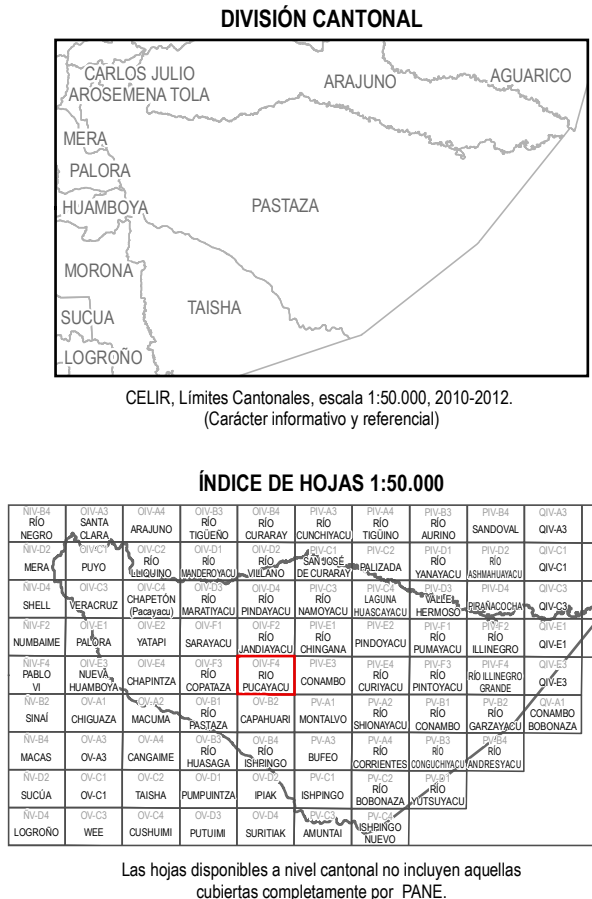 DIVISIÓN CANTONAL
CARLOS JULIO
AROSEMENA TOLA
ARAJUNO
AGUARICO
MERA
PALORA
HUAMBOYA
PASTAZA
MORONA
TAISHA
SUCUA
LOGROÑO
CELIR, Límites Cantonales, escala 1:50.000, 2010-2012.
(Carácter informativo y referencial)
ÍNDICE DE HOJAS 1:50.000
ÑIV-B4 OIV-A3 OIV-A4 OIV-B3 OIV-B4 PIV-A3 PIV-A4 PIV-B3 PIV-B4 QIV-A3
RÍO SANTA RÍO RÍO RÍO RÍO RÍO
NEGRO CLARA ARAJUNO TIGÜEÑO CURARAY CUNCHIYACU TIGÜINO AURINO SANDOVAL QIV-A3
ÑIV-D2 OIV-C1 OIV-C2 OIV-D1 OIV-D2 PIV-C1 PIV-C2 PIV-D1 PIV-D2 QIV-C1
MERA PUYO RÍO RÍO RÍO SAN JOSÉ PALIZADA RÍO RÍO QIV-C1
LLIQUINO MANDEROYACU VILLANO DE CURARAY YANAYACU ASHMAHUAYACU
ÑIV-D4 OIV-C3 OIV-C4 OIV-D3 OIV-D4 PIV-C3 PIV-C4 PIV-D3 PIV-D4 QIV-C3
SHELL VERACRUZ CHAPETÓN RÍO RÍO RÍO LAGUNA VALLE PIRAÑACOCHA QIV-C3
(Pacayacu) MARATIYACU PINDAYACU NAMOYACU HUASCAYACU HERMOSO
ÑIV-F2 OIV-E1 OIV-E2 OIV-F1 OIV-F2 PIV-E1 PIV-E2 PIV-F1 PIV-F2 QIV-E1
NUMBAIME PALORA YATAPI SARAYACU RÍO RÍO PINDOYACU RÍO RÍO QIV-E1
JANDIAYACU CHINGANA PUMAYACU ILLINEGRO
ÑIV-F4 OIV-E3 OIV-E4 OIV-F3 OIV-F4 PIV-E3 PIV-E4 PIV-F3 PIV-F4 QIV-E3
PABLO NUEVA CHAPINTZA RÍO RIO CONAMBO RÍO RÍO RÍO ILLINEGRO QIV-E3
VI HUAMBOYA COPATAZA PUCAYACU CURIYACU PINTOYACU GRANDE
ÑV-B2 OV-A1 OV-A2 OV-B1 OV-B2 PV-A1 PV-A2 PV-B1 PV-B2 QV-A1
SINAÍ CHIGUAZA MACUMA RÍO CAPAHUARI MONTALVO RÍO RÍO RÍO CONAMBO
PASTAZA SHIONAYACU CONAMBO GARZAYACU BOBONAZA
ÑV-B4 OV-A3 OV-A4 OV-B3 OV-B4 PV-A3 PV-A4 PV-B3 PV-B4
MACAS OV-A3 CANGAIME RÍO RÍO BUFEO RÍO RÍO RÍO
HUASAGA ISHPINGO CORRIENTES CONGUCHIYACU ANDRESYACU
ÑV-D2 OV-C1 OV-C2 OV-D1 OV-D2 PV-C1 PV-C2 PV-D1
SUCÚA OV-C1 TAISHA PUMPUINTZA IPIAK ISHPINGO RÍO RÍO
BOBONAZA YUTSUYACU
ÑV-D4 OV-C3 OV-C4 OV-D3 OV-D4 PV-C3 PV-C4
LOGROÑO WEE CUSHUIMI PUTUIMI SURITIAK AMUNTAI ISHPINGO
NUEVO
Las hojas disponibles a nivel cantonal no incluyen aquellas
cubiertas completamente por PANE.